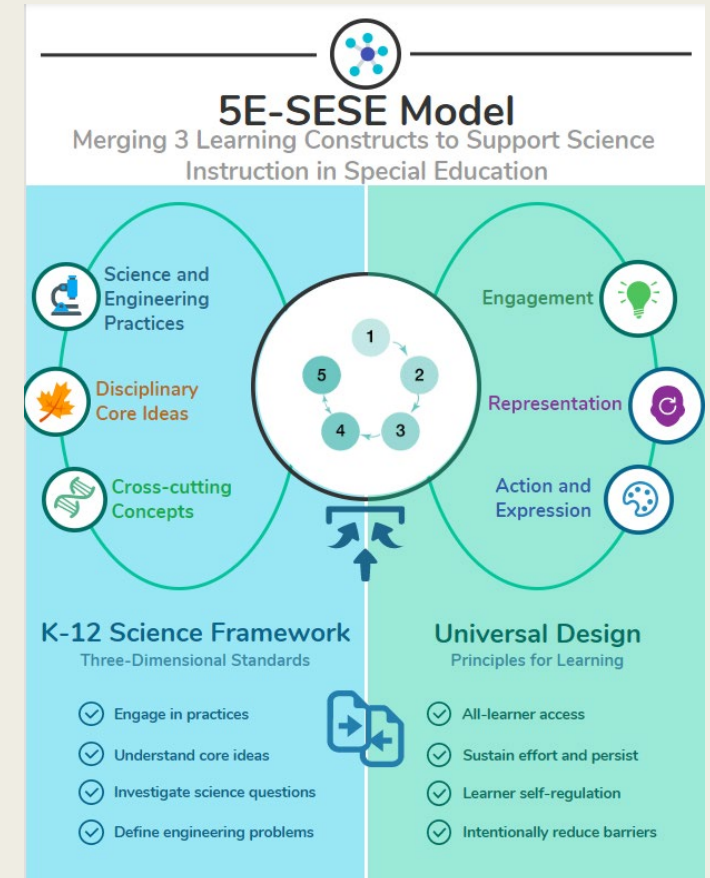 5E-SESE Model
Merging 3 Learning Constructs to Support Science
Instruction in Special Education
Science and
Engineering
Practices
Disciplinary
Core Ideas
Cross-cutting
Concepts
1
2
3
4
5
Engagement
Representation
Action and
Expression
K-12 Science Framework
Three-Dimensional Standards
Engage in practices
Understand core ideas
Investigate science questions
Define engineering problems
Universal Design
Principles for Learning
All-learner access
Sustain effort and persist
Learner self-regulation
Intentionally reduce barriers